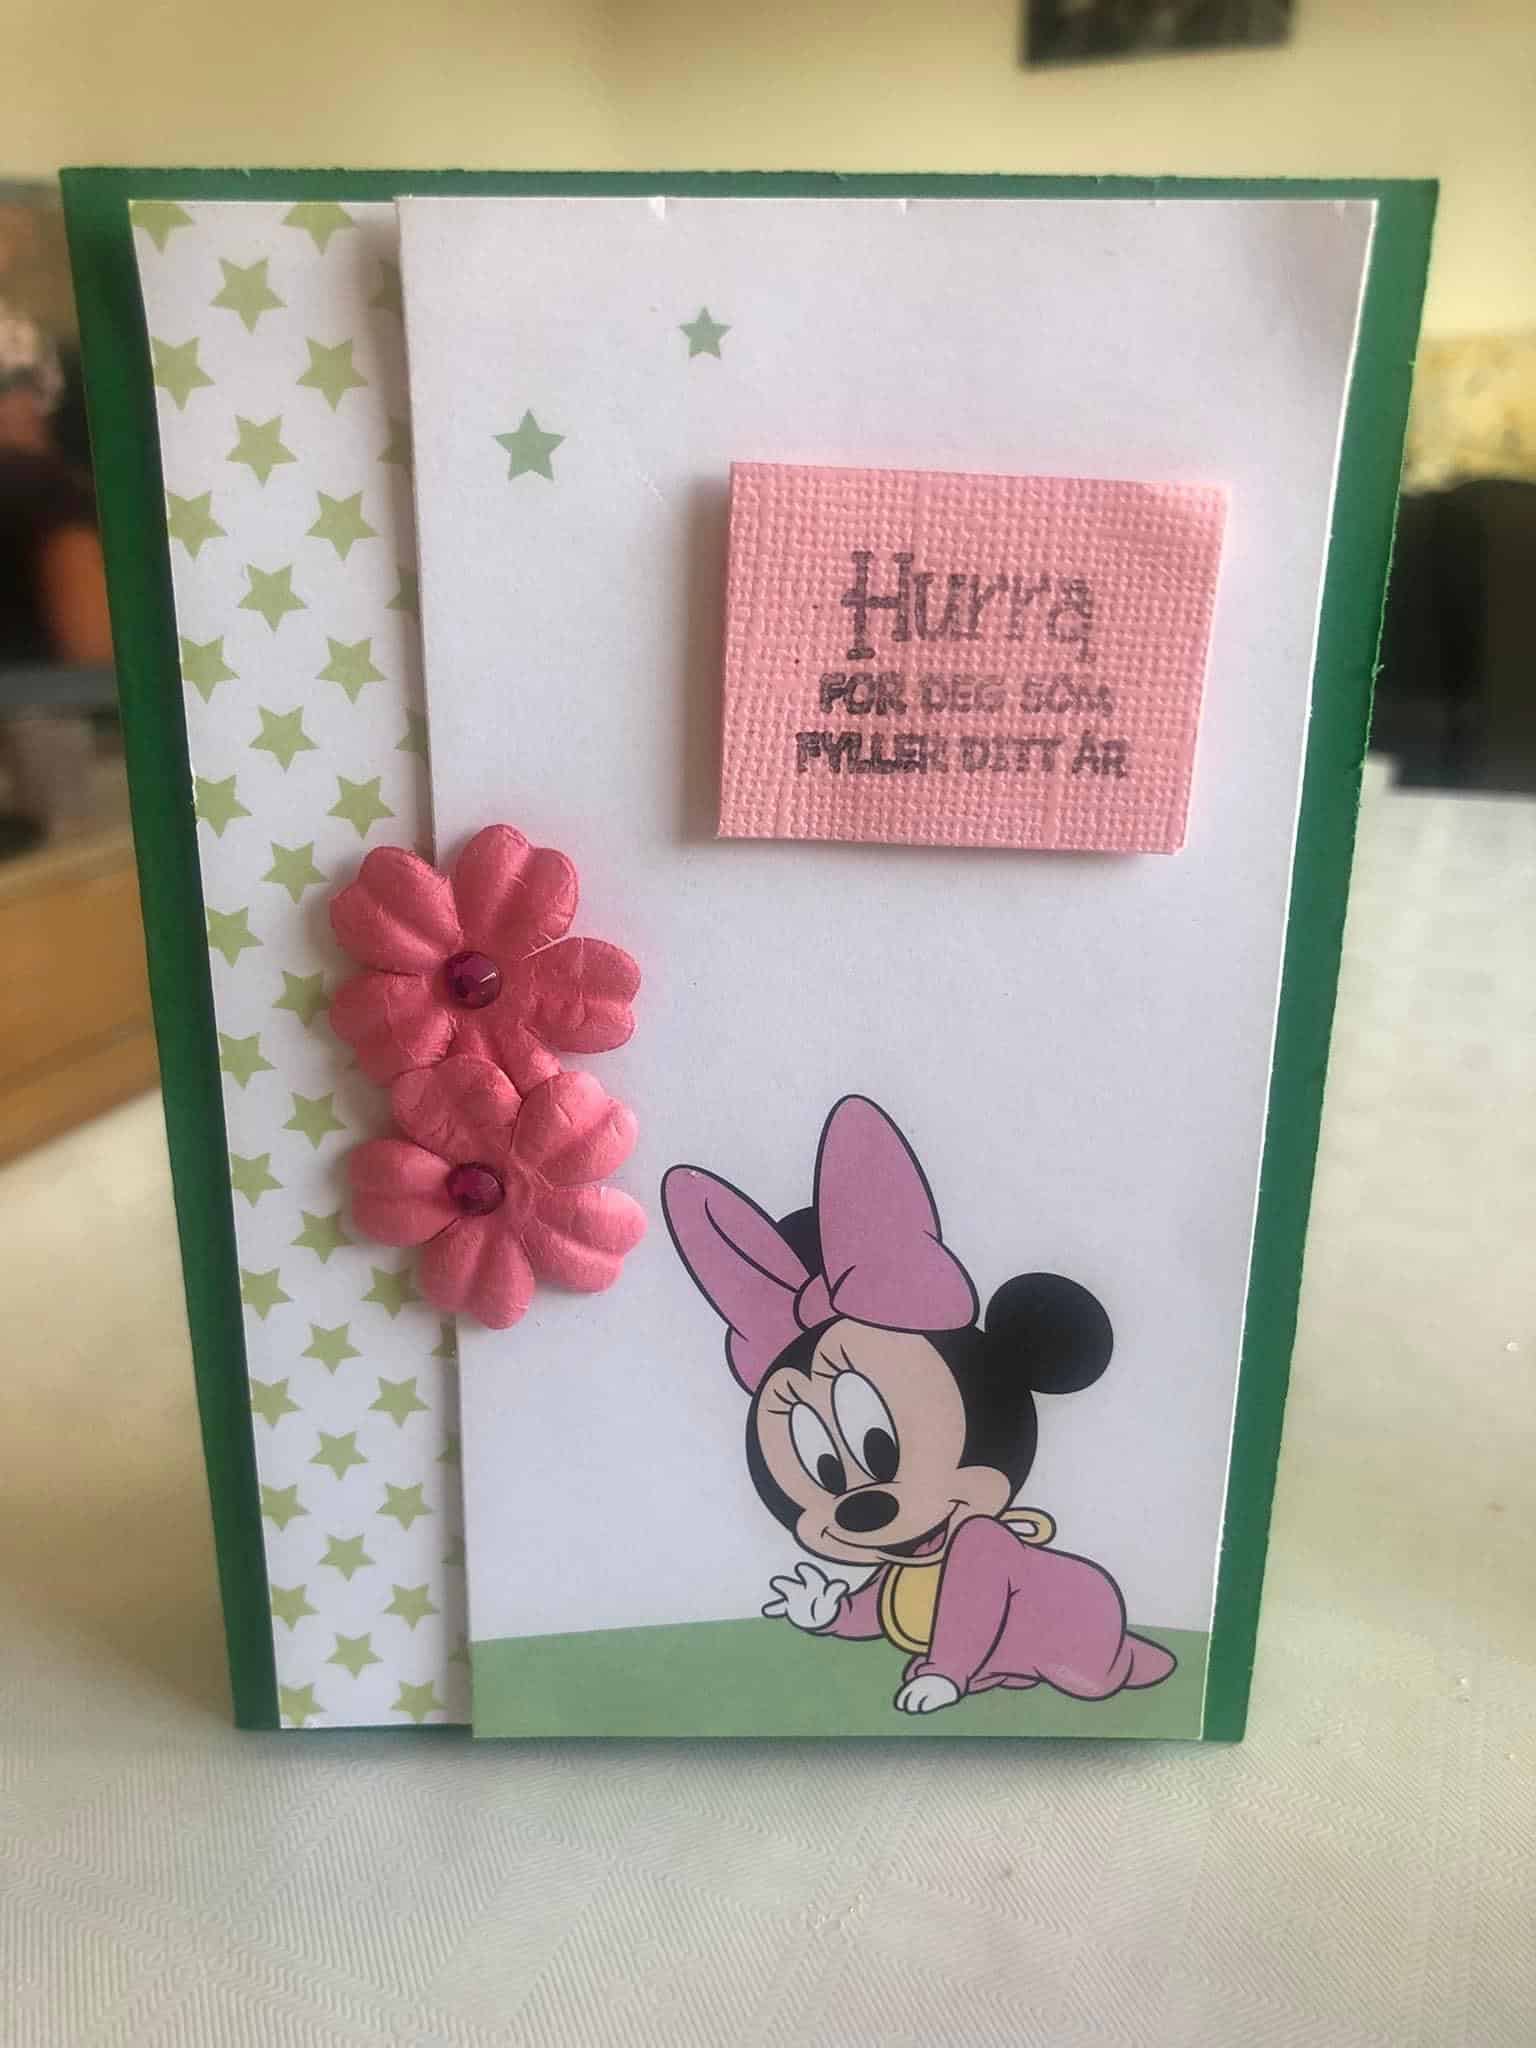 Hurra
FOR DEG SOM
FYLLER DITT ÅR